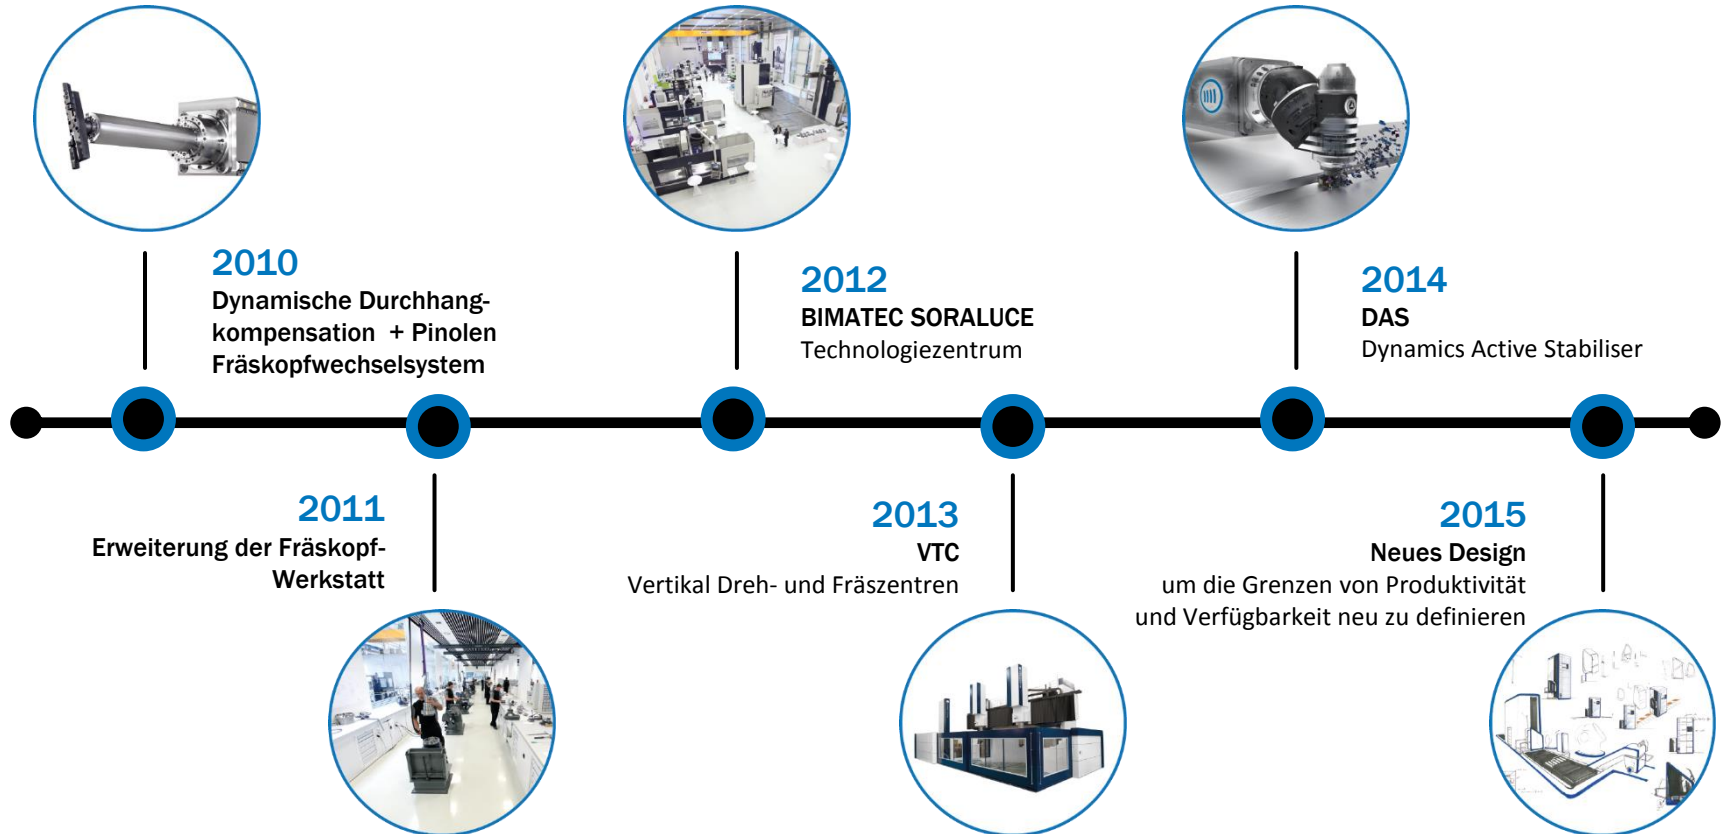 2010
Dynamische Durchhang-
kompensation + Pinolen
Fräskopfwechselsystem
2011
Erweiterung der Fräskopf-
Werkstatt
2012
BIMATEC SORALUCE
Technologiezentrum
2013
VTC
Vertikal Dreh- und Fräszentren
2014
DAS
Dynamics Active Stabiliser
2015
Neues Design
um die Grenzen von Produktivität
und Verfügbarkeit neu zu definieren